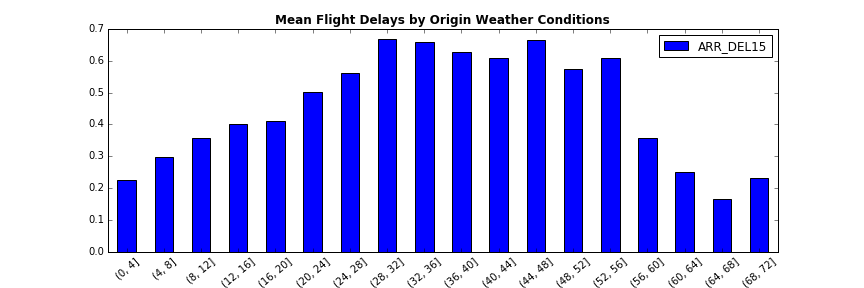 Mean Flight Delays by Origin Weather Conditions
ARR_DEL15
0.7
0.6
0.5
0.4
0.3
0.2
0.1
0.0
(0, 4] (4, 8] (8, 12] (12, 16] (16, 20] (20, 24] (24, 28] (28, 32] (32, 36] (36, 40] (40, 44] (44, 48] (48, 52] (52, 56] (56, 60] (60, 64] (64, 68] (68, 72]